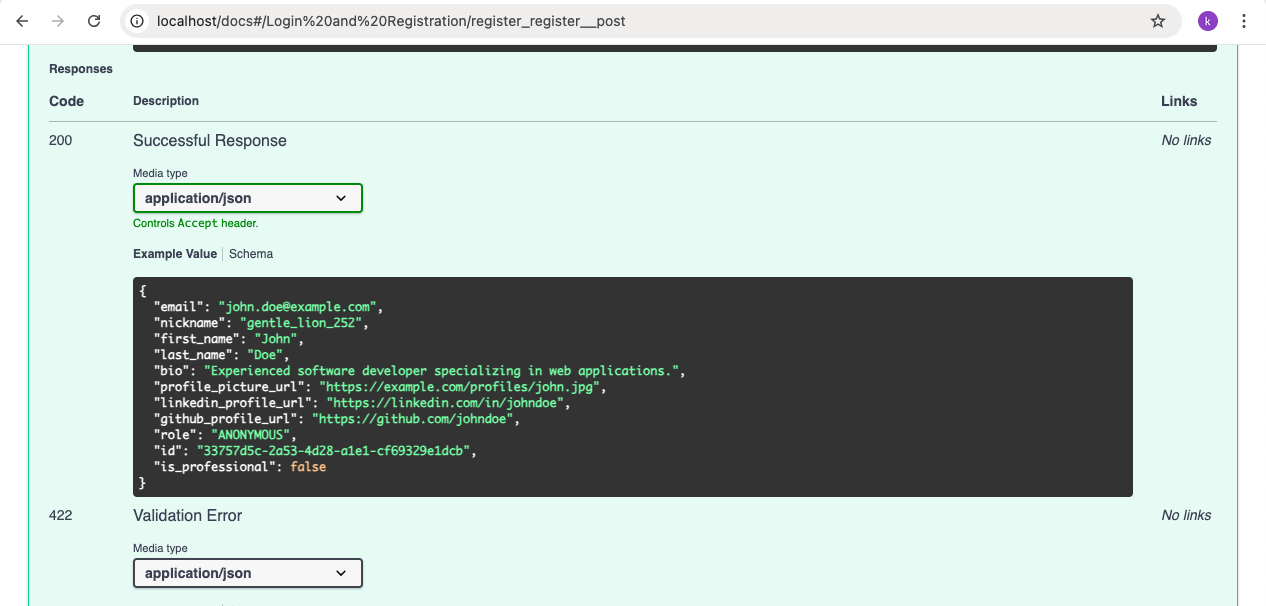 localhost/docs#/Login%20and%20Registration/register_register__post
k
Responses
Code Description Links
200 Successful Response No links
Media type
application/json
Controls Accept header.
Example Value Schema
{
"email": "john.doe@example.com",
"nickname": "gentle_lion_252",
"first_name": "John",
"last_name": "Doe",
"bio": "Experienced software developer specializing in web applications.",
"profile_picture_url": "https://example.com/profiles/john.jpg",
"linkedin_profile_url": "https://linkedin.com/in/johndoe",
"github_profile_url": "https://github.com/johndoe",
"role": "ANONYMOUS",
"id": "33757d5c-2a53-4d28-a1e1-cf69329e1dcb",
"is_professional": false
}
422 Validation Error No links
Media type
application/json